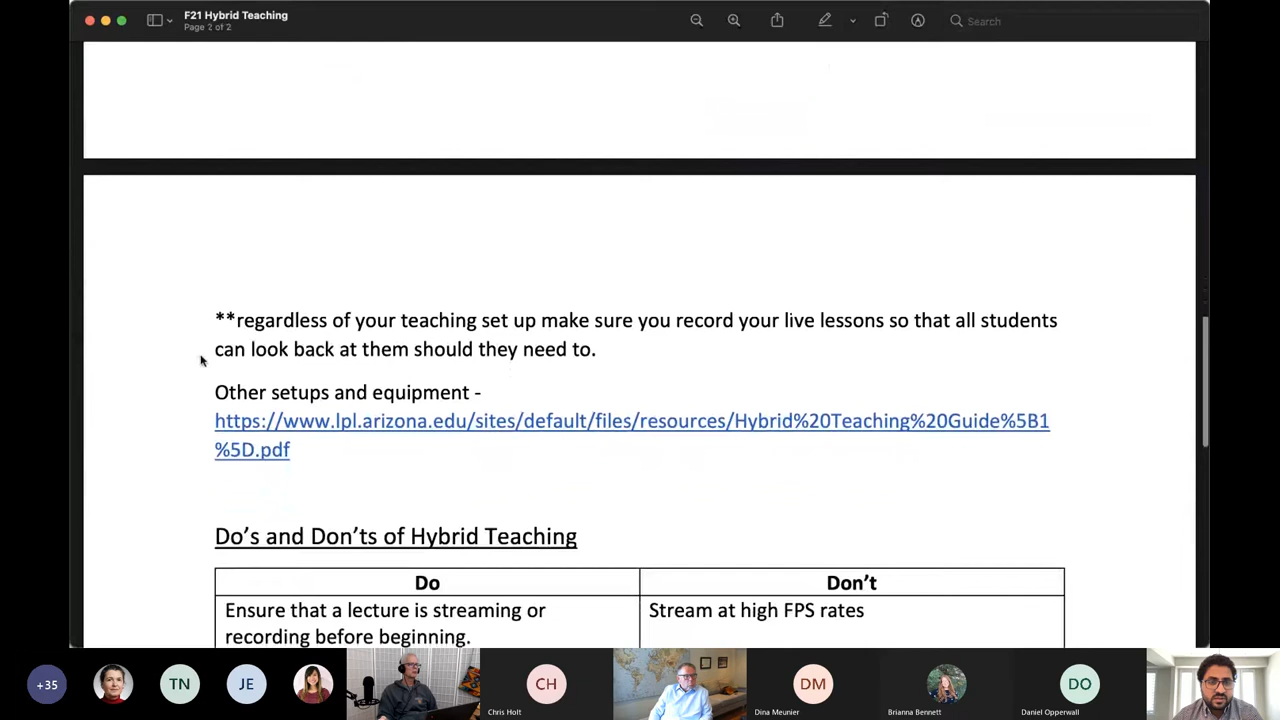 F21 Hybrid Teaching
Page 2 of 2
Search
**regardless of your teaching set up make sure you record your live lessons so that all students
can look back at them should they need to.
Other setups and equipment -
https://www.lpl.arizona.edu/sites/default/files/resources/Hybrid%20Teaching%20Guide%5B1
%5D.pdf
Do’s and Don’ts of Hybrid Teaching
Do
Don’t
Ensure that a lecture is streaming or
recording before beginning.
Stream at high FPS rates
+35
TN
JE
CH
Chris Holt
DM
Dina Meunier
Brianna Bennett
DO
Daniel Opperwall